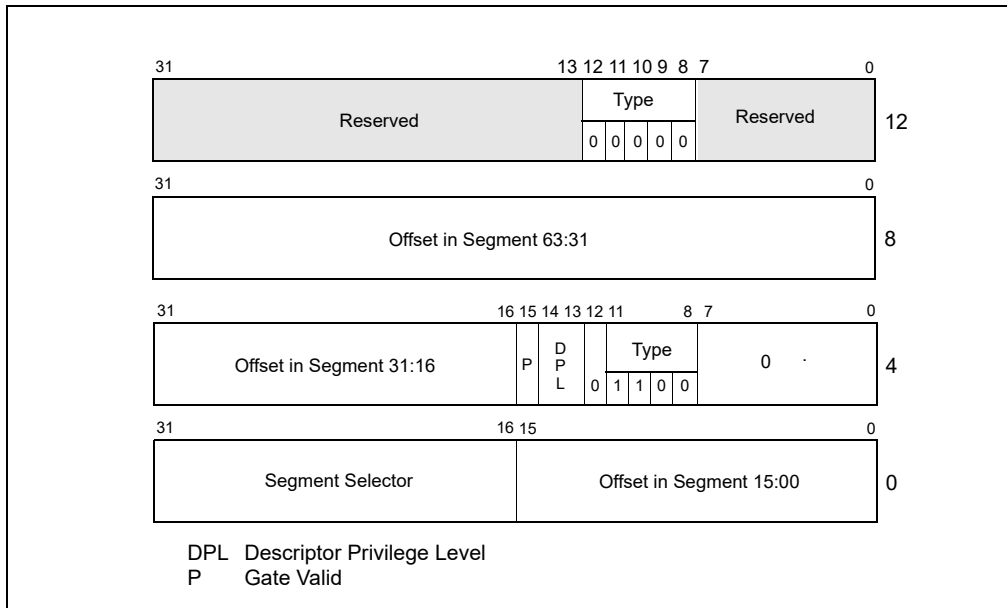 31 13 12 11 10 9 8 7 0
Type
Reserved Reserved 12
0 0 0 0 0
31 0
Offset in Segment 63:31 8
31 16 15 14 13 12 11 8 7 0
Offset in Segment 31:16 P DPL Type 0 . 4
0 1 1 0 0
31 16 15 0
Segment Selector Offset in Segment 15:00 0
DPL Descriptor Privilege Level
P Gate Valid